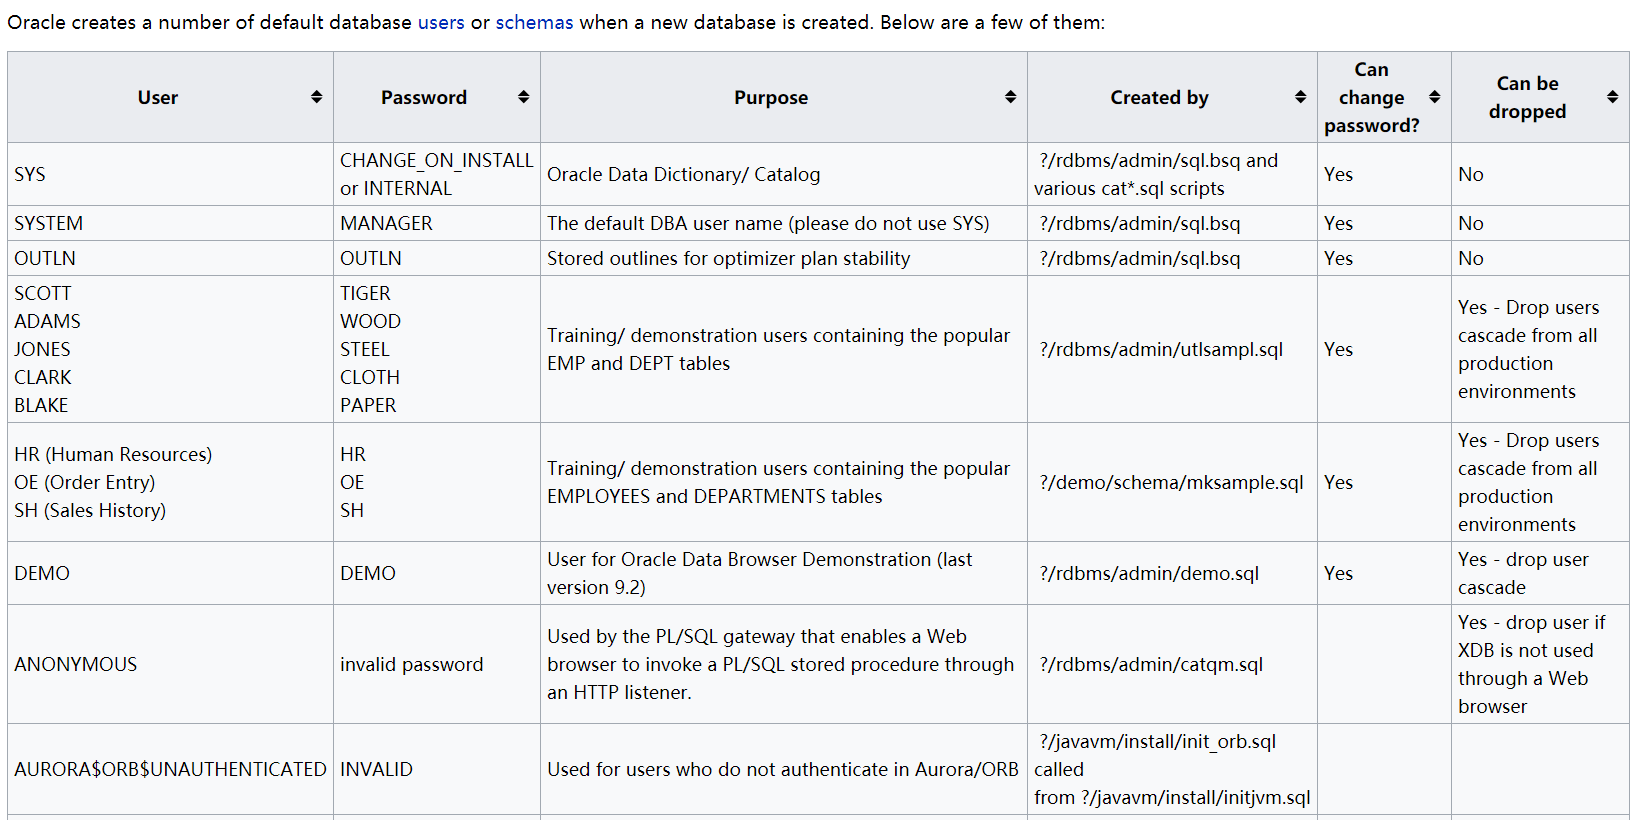 Oracle creates a number of default database users or schemas when a new database is created. Below are a few of them:
User
Password
Purpose
Created by
Can
change
password?
Can be
dropped
SYS
CHANGE_ON_INSTALL
or INTERNAL
Oracle Data Dictionary/ Catalog
?/rdbms/admin/sql.bsq and
various cat*.sql scripts
Yes
No
SYSTEM
MANAGER
The default DBA user name (please do not use SYS)
?/rdbms/admin/sql.bsq
Yes
No
OUTLN
OUTLN
Stored outlines for optimizer plan stability
?/rdbms/admin/sql.bsq
Yes
No
SCOTT
ADAMS
JONES
CLARK
BLAKE
TIGER
WOOD
STEEL
CLOTH
PAPER
Training/ demonstration users containing the popular
EMP and DEPT tables
?/rdbms/admin/utlsampl.sql
Yes
Yes - Drop users
cascade from all
production
environments
HR (Human Resources)
OE (Order Entry)
SH (Sales History)
HR
OE
SH
Training/ demonstration users containing the popular
EMPLOYEES and DEPARTMENTS tables
?/demo/schema/mksample.sql
Yes
Yes - Drop users
cascade from all
production
environments
DEMO
DEMO
User for Oracle Data Browser Demonstration (last
version 9.2)
?/rdbms/admin/demo.sql
Yes
Yes - drop user
cascade
ANONYMOUS
invalid password
Used by the PL/SQL gateway that enables a Web
browser to invoke a PL/SQL stored procedure through
an HTTP listener.
?/rdbms/admin/catqm.sql
Yes - drop user if
XDB is not used
through a Web
browser
AURORA$ORB$UNAUTHENTICATED
INVALID
Used for users who do not authenticate in Aurora/ORB
?/javavm/install/init_orb.sql
called
from ?/javavm/install/initjvm.sql